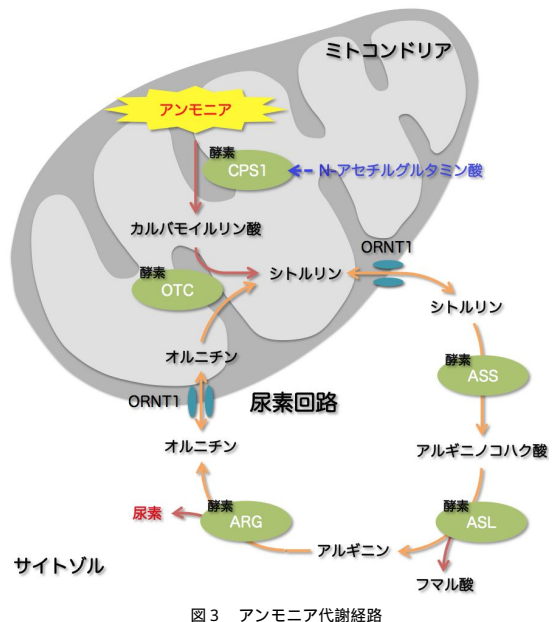 ミトコンドリア
アンモニア
酵素
CPS1
N-アセチルグルタミン酸
カルバモイルリン酸
ORNT1
酵素
OTC
シトルリン
シトルリン
オルニチン
酵素
ASS
ORNT1
尿素回路
オルニチン
アルギニノコハク酸
尿素
酵素
ARG
酵素
ASL
アルギニン
サイトゾル
フマル酸
図3 アンモニア代謝経路